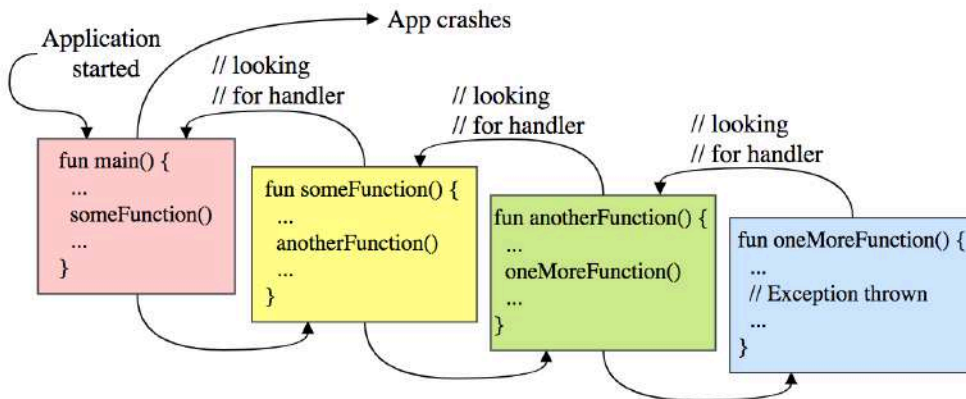 Application
started
App crashes
// looking
// for handler
// looking
// for handler
// looking
// for handler
fun main() {
...
someFunction()
...
}
fun someFunction() {
...
anotherFunction()
...
}
fun anotherFunction() {
...
oneMoreFunction()
...
}
fun oneMoreFunction() {
...
// Exception thrown
...
}